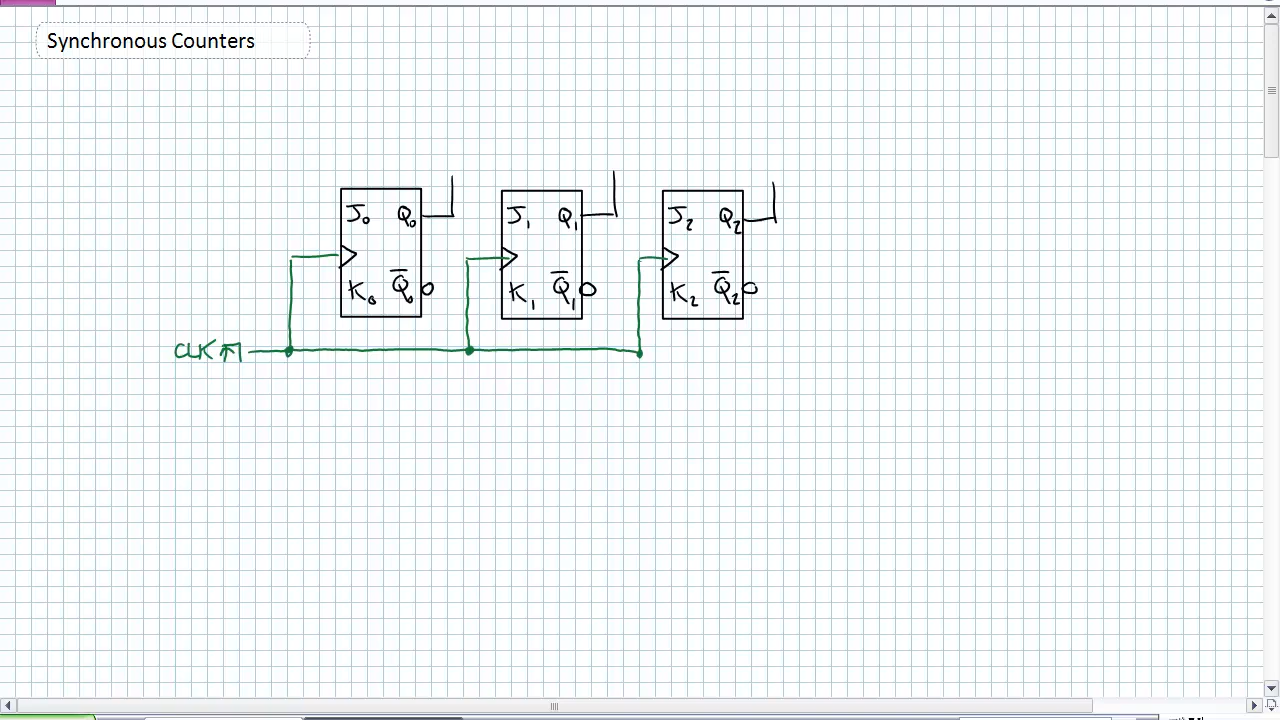 Synchronous Counters
J₀ Q₀ J₁ Q₁ J₂ Q₂
K₀ Q̅₀ K₁ Q̅₁ K₂ Q̅₂
CLK